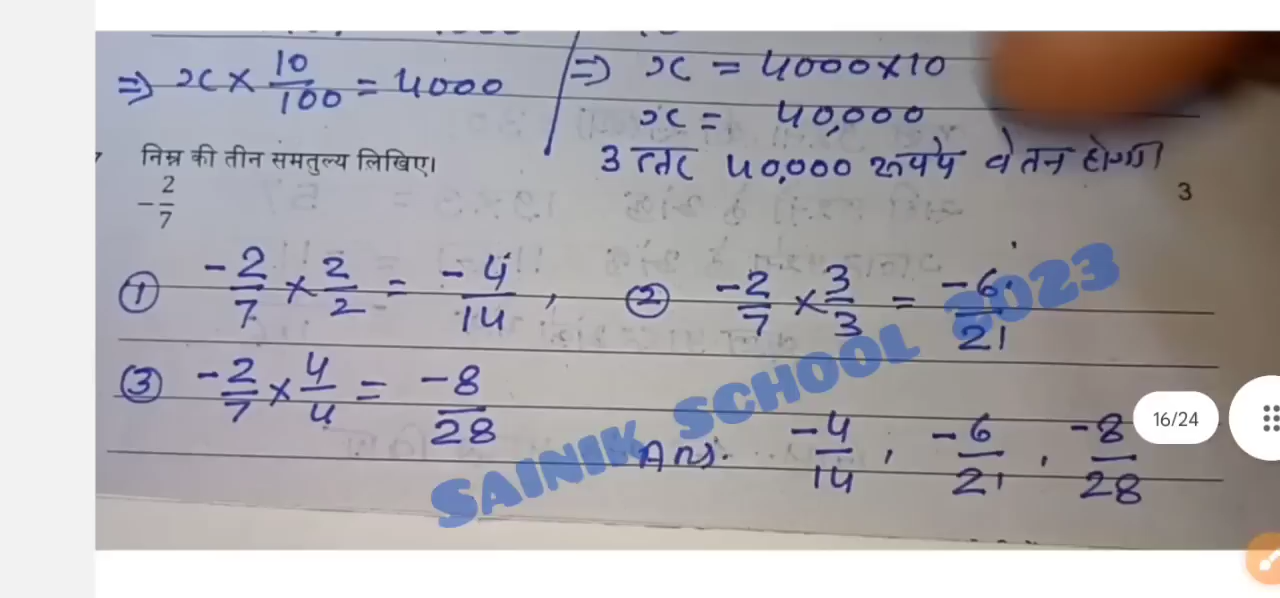 ⇒ x × 10/100 = 4000
⇒ x = 4000×10
x = 40,000
निम्न की तीन समतुल्य लिखिए।
उत्तर 40,000 रूपये वेतन होगा।
-2/7
3
① -2/7 × 2/2 = -4/14 ,
② -2/7 × 3/3 = -6/21
③ -2/7 × 4/4 = -8/28
Ans. -4/14 , -6/21 , -8/28
SAINIK SCHOOL 2023
16/24